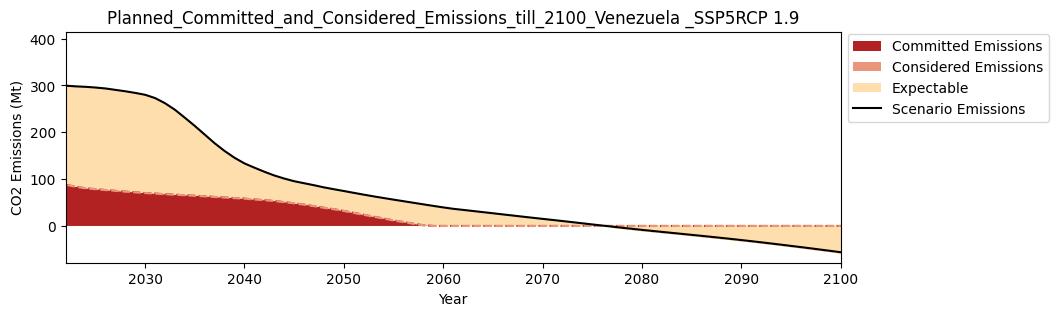 Planned_Committed_and_Considered_Emissions_till_2100_Venezuela _SSP5RCP 1.9
CO2 Emissions (Mt)
400
300
200
100
0
2030 2040 2050 2060 2070 2080 2090 2100
Year
Committed Emissions
Considered Emissions
Expectable
Scenario Emissions